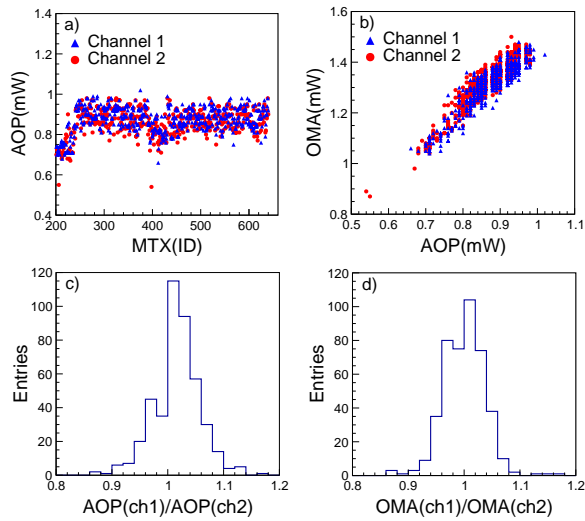 a)
Channel 1
Channel 2
AOP(mW)
1.4
1.2
1
0.8
0.6
0.4
200 300 400 500 600
MTX(ID)
b)
Channel 1
Channel 2
OMA(mW)
1.6
1.4
1.2
1
0.8
0.5 0.6 0.7 0.8 0.9 1 1.1
AOP(mW)
c)
Entries
120
100
80
60
40
20
0
0.8 0.9 1 1.1 1.2
AOP(ch1)/AOP(ch2)
d)
Entries
120
100
80
60
40
20
0
0.8 0.9 1 1.1 1.2
OMA(ch1)/OMA(ch2)